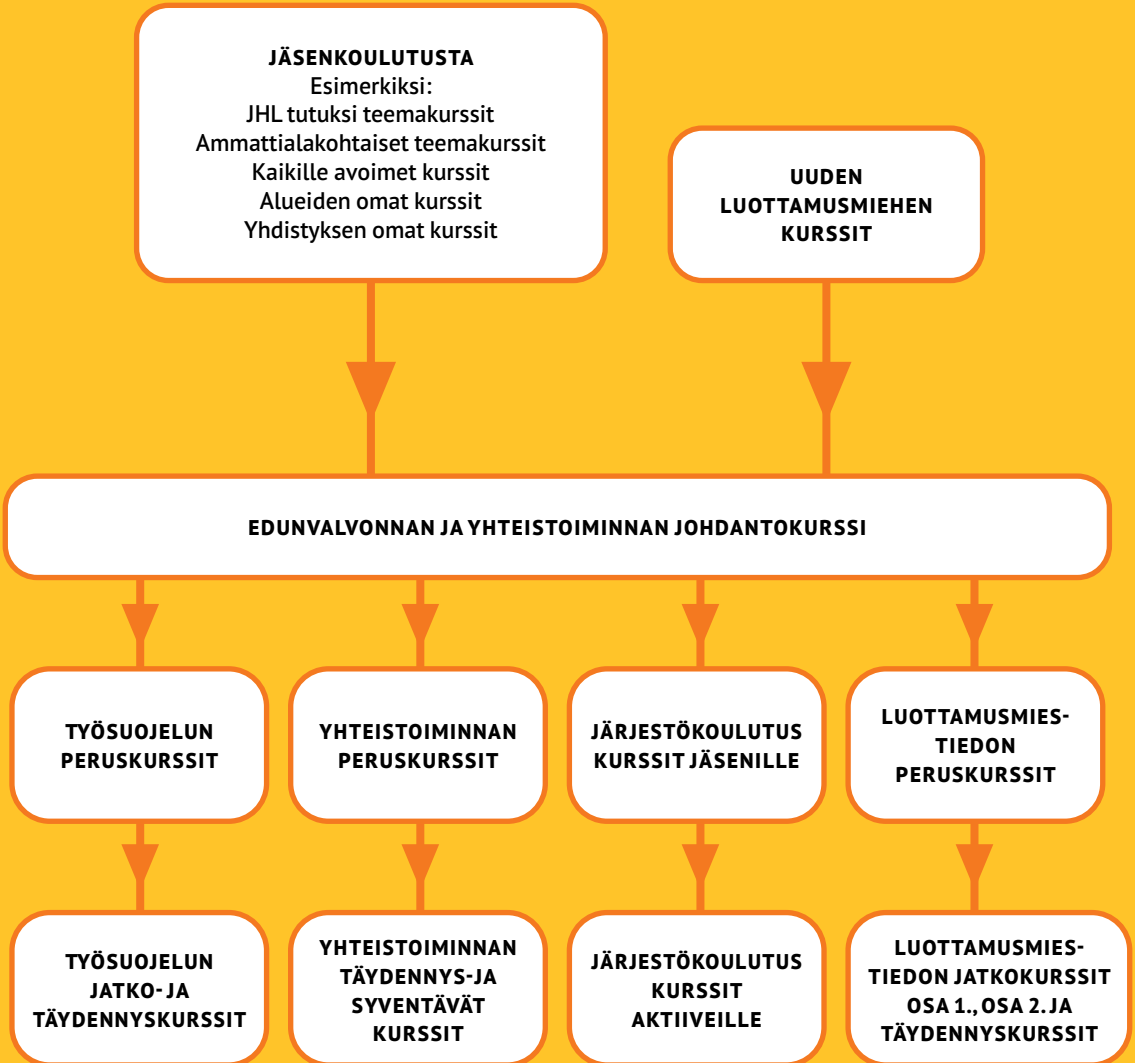 JÄSENKOULUTUSTA
Esimerkiksi:
JHL tutuksi teemakurssit
Ammattialakohtaiset teemakurssit
Kaikille avoimet kurssit
Alueiden omat kurssit
Yhdistyksen omat kurssit
UUDEN
LUOTTAMUSMIEHEN
KURSSIT
EDUNVALVONNAN JA YHTEISTOIMINNAN JOHDANTOKURSSI
TYÖSUOJELUN
PERUSKURSSIT
YHTEISTOIMINNAN
PERUSKURSSIT
JÄRJESTÖKOULUTUS
KURSSIT JÄSENILLE
LUOTTAMUSMIES-
TIEDON
PERUSKURSSIT
TYÖSUOJELUN
JATKO- JA
TÄYDENNYSKURSSIT
YHTEISTOIMINNAN
TÄYDENNYS-JA
SYVENTÄVÄT
KURSSIT
JÄRJESTÖKOULUTUS
KURSSIT
AKTIIVEILLE
LUOTTAMUSMIES-
TIEDON JATKOKURSSIT
OSA 1., OSA 2. JA
TÄYDENNYSKURSSIT